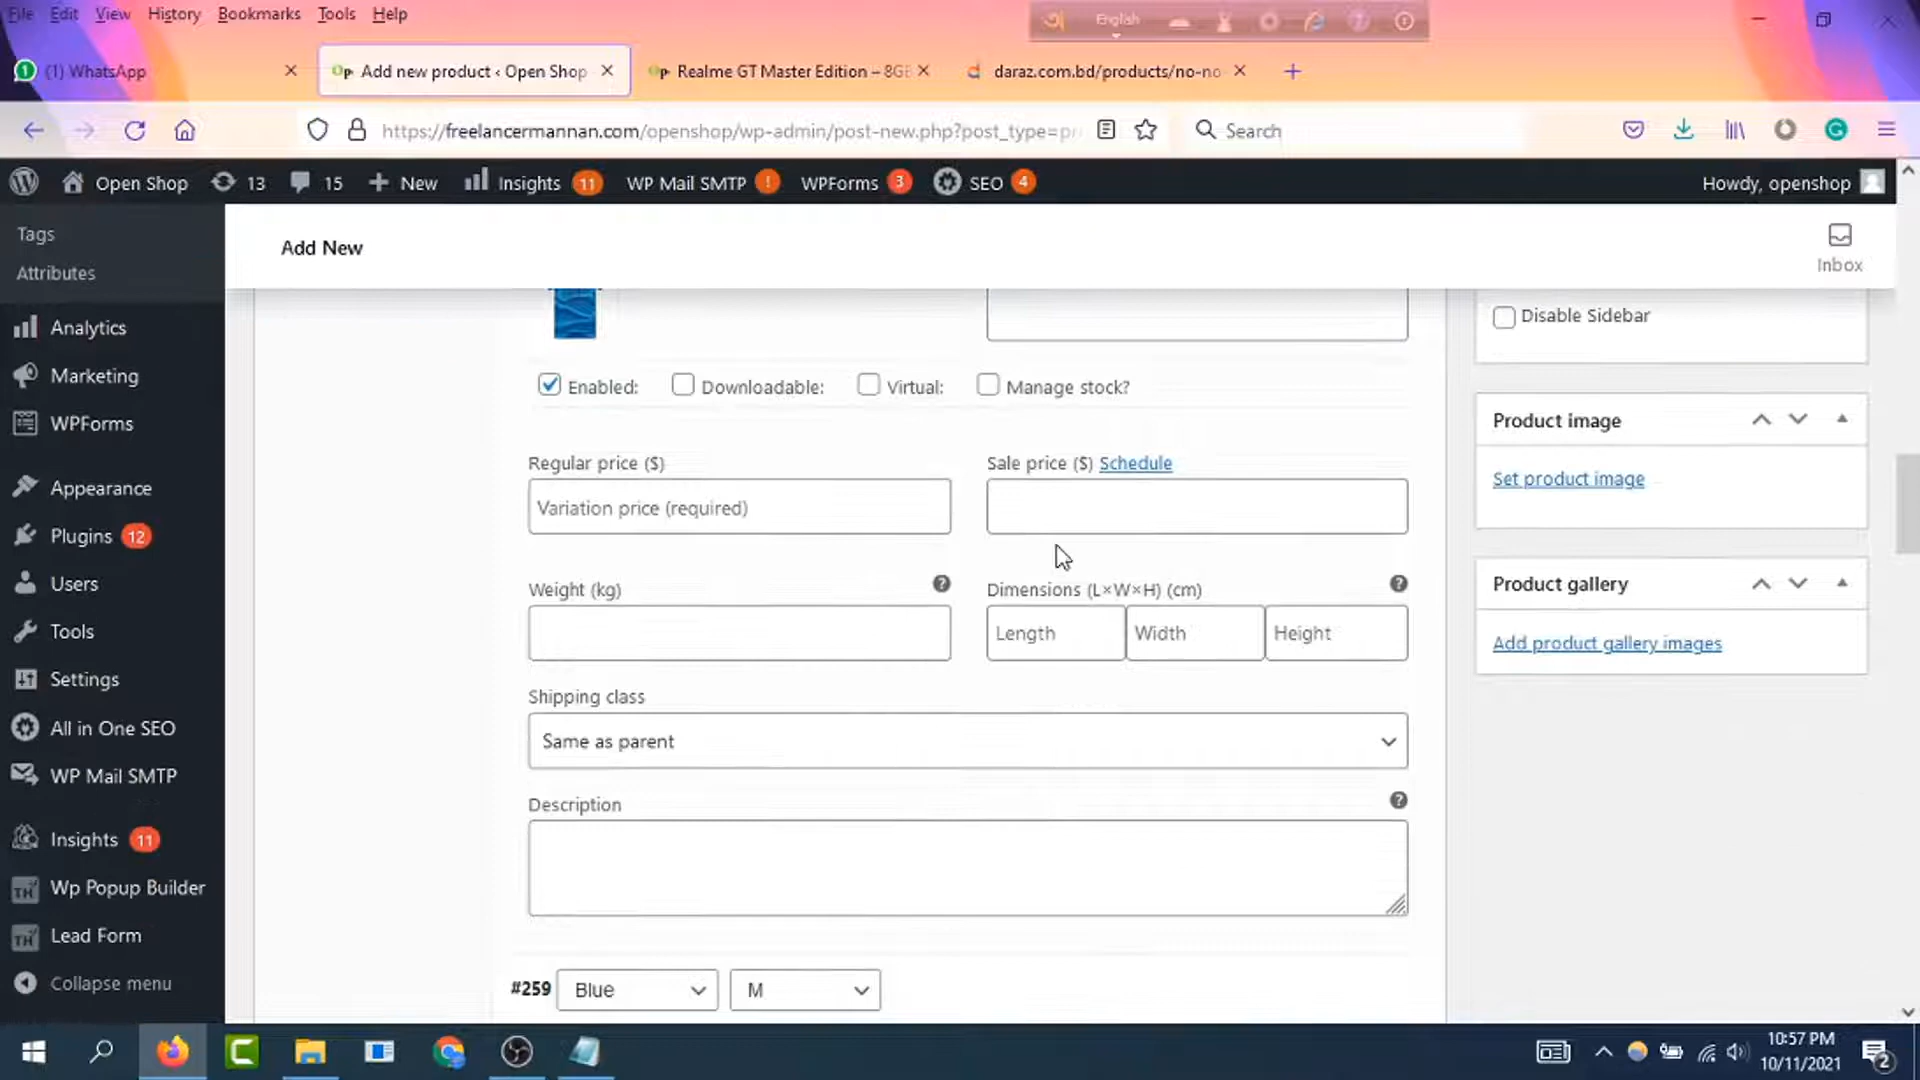 File Edit View History Bookmarks Tools Help
English
(1) WhatsApp
Add new product ‹ Open Shop
Realme GT Master Edition – 8GB
daraz.com.bd/products/no-no
https://freelancermannan.com/openshop/wp-admin/post-new.php?post_type=pr
Search
Open Shop 13 15 New Insights 11 WP Mail SMTP ! WPForms 3 SEO 4 Howdy, openshop
Tags
Attributes
Analytics
Marketing
WPForms
Appearance
Plugins 12
Users
Tools
Settings
All in One SEO
WP Mail SMTP
Insights 11
Wp Popup Builder
Lead Form
Collapse menu
Add New
Inbox
Enabled: Downloadable: Virtual: Manage stock?
Regular price ($)
Variation price (required)
Sale price ($) Schedule
Weight (kg)
Dimensions (L×W×H) (cm)
Length Width Height
Shipping class
Same as parent
Description
#259 Blue M
Disable Sidebar
Product image
Set product image
Product gallery
Add product gallery images
10:57 PM
10/11/2021
2